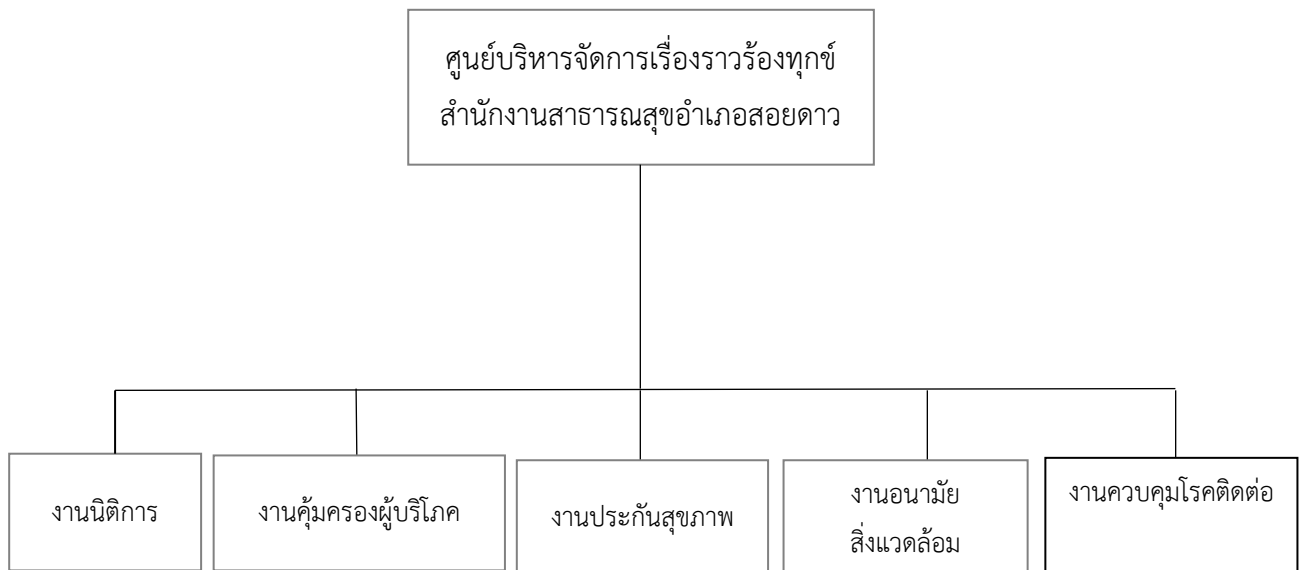 ศูนย์บริหารจัดการเรื่องราวร้องทุกข์
สำนักงานสาธารณสุขอำเภอสอยดาว
งานนิติการ
งานคุ้มครองผู้บริโภค
งานประกันสุขภาพ
งานอนามัย
สิ่งแวดล้อม
งานควบคุมโรคติดต่อ